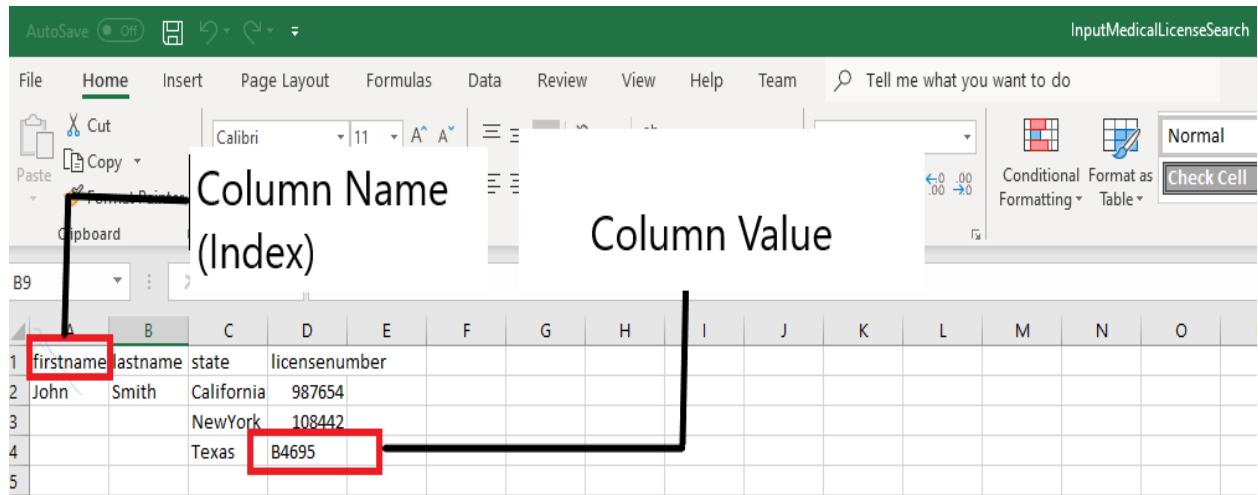 AutoSave Off InputMedicalLicenseSearch
File Home Insert Page Layout Formulas Data Review View Help Team Tell me what you want to do
Cut
Calibri 11 A^ A˅ Normal
Copy
Paste
Column Name
(Index)
Column Value
Conditional Format as Check Cell
Formatting Table
Clipboard
B9
A B C D E F G H I J K L M N O
1 firstname lastname state licensenumber
2 John Smith California 987654
3 NewYork 108442
4 Texas B4695
5